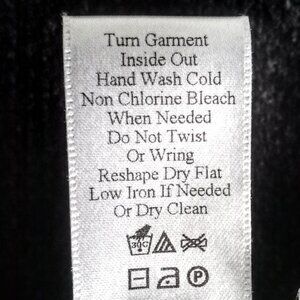 Turn Garment
Inside Out
Hand Wash Cold
Non Chlorine Bleach
When Needed
Do Not Twist
Or Wring
Reshape Dry Flat
Low Iron If Needed
Or Dry Clean
30C
P